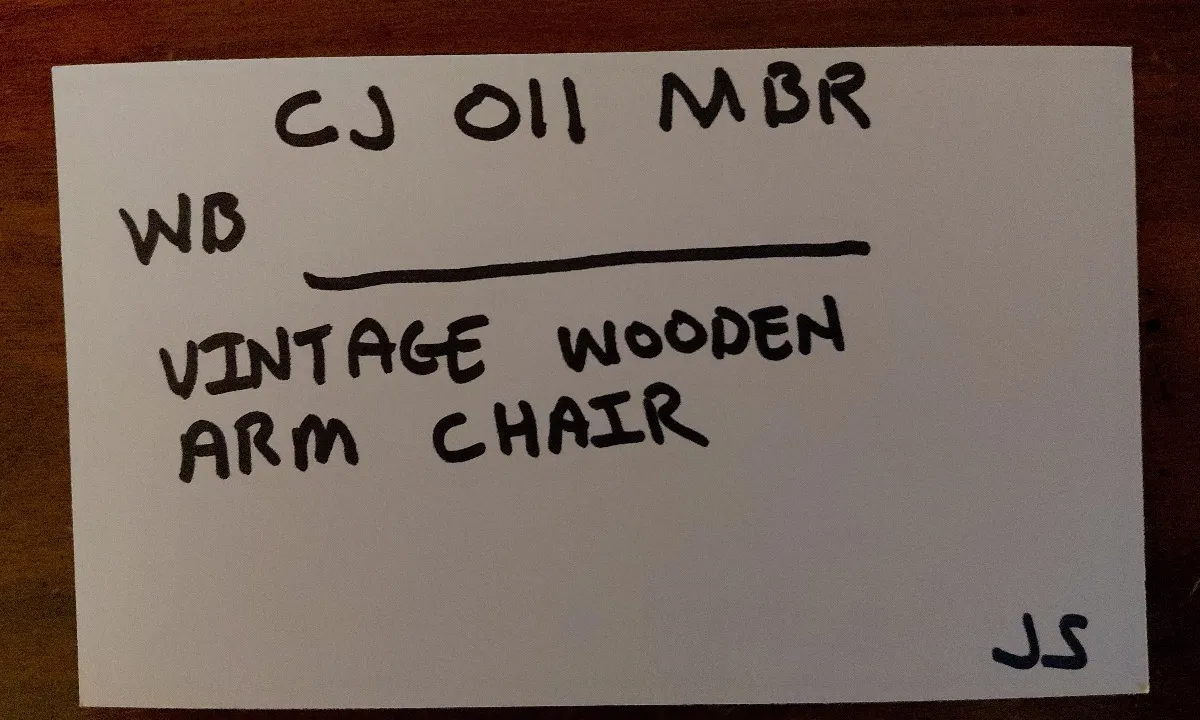 CJ 011 MBR
WB
VINTAGE WOODEN
ARM CHAIR
JS